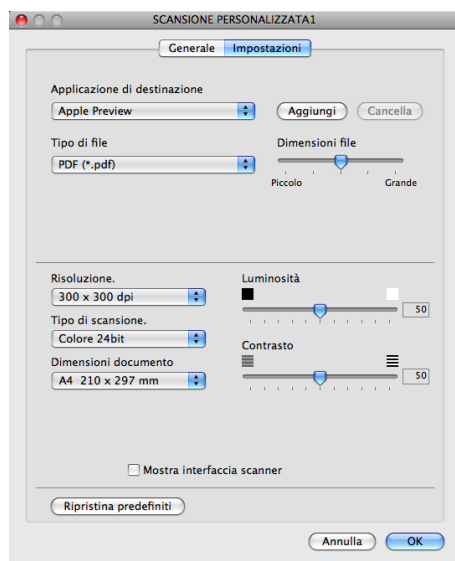 SCANSIONE PERSONALIZZATA1
Generale Impostazioni
Applicazione di destinazione
Apple Preview Aggiungi Cancella
Tipo di file Dimensioni file
PDF (*.pdf)
Piccolo Grande
Risoluzione. Luminosità
300 x 300 dpi 50
Tipo di scansione.
Colore 24bit Contrasto
Dimensioni documento
A4 210 x 297 mm 50
Mostra interfaccia scanner
Ripristina predefiniti
Annulla OK